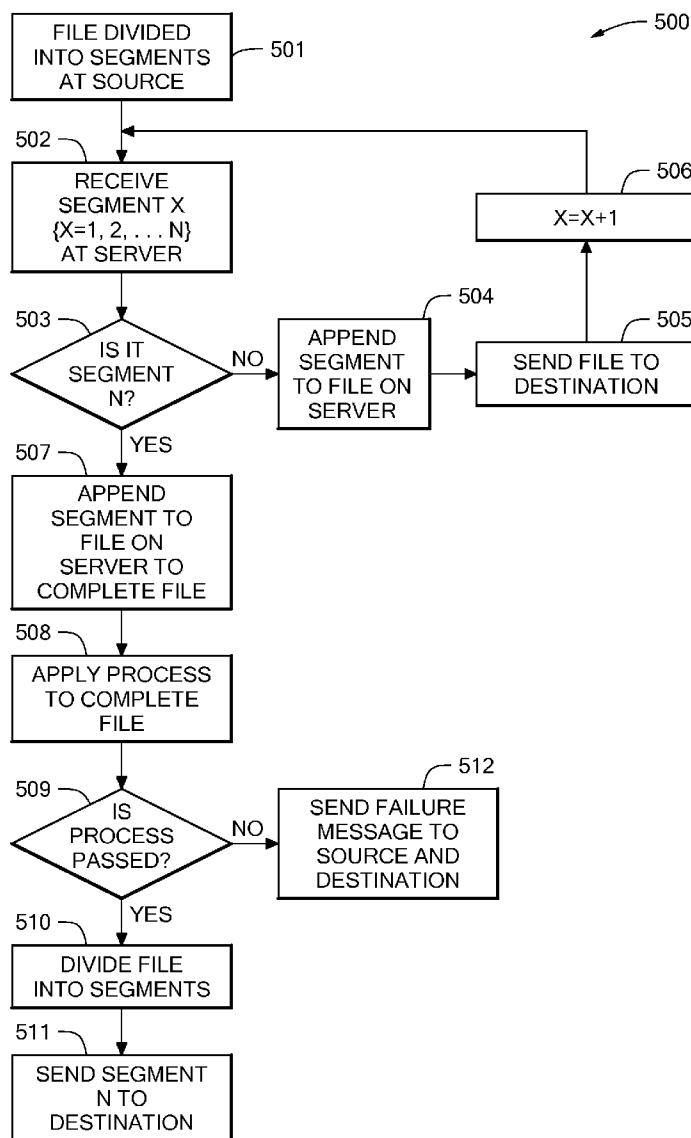 500
FILE DIVIDED
INTO SEGMENTS
AT SOURCE
501
502
RECEIVE
SEGMENT X
{X=1, 2, . . . N}
AT SERVER
503
IS IT
SEGMENT
N?
NO
YES
504
APPEND
SEGMENT
TO FILE ON
SERVER
505
SEND FILE TO
DESTINATION
506
X=X+1
507
APPEND
SEGMENT TO
FILE ON
SERVER TO
COMPLETE FILE
508
APPLY PROCESS
TO COMPLETE
FILE
509
IS
PROCESS
PASSED?
NO
YES
512
SEND FAILURE
MESSAGE TO
SOURCE AND
DESTINATION
510
DIVIDE FILE
INTO SEGMENTS
511
SEND SEGMENT
N TO
DESTINATION